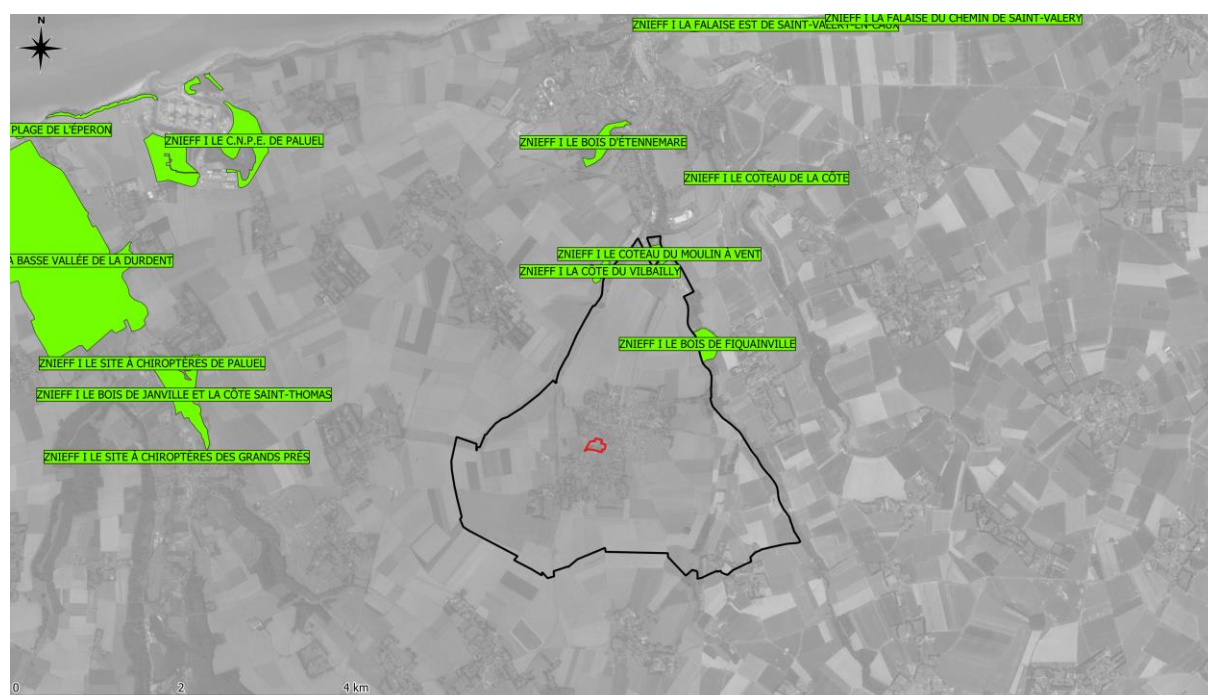 N
ZNIEFF I LA FALAISE DU CHEMIN DE SAINT-VALERY
ZNIEFF I LA FALAISE EST DE SAINT-VALERY-EN-CAUX
PLAGE DE L'ÉPERON
ZNIEFF I LE C.N.P.E. DE PALUEL
ZNIEFF I LE BOIS D'ÉTENNEMARE
ZNIEFF I LE COTEAU DE LA CÔTE
ZNIEFF I LE COTEAU DU MOULIN À VENT
A BASSE VALLÉE DE LA DURDENT
ZNIEFF I LA CÔTE DU VILBAILLY
ZNIEFF I LE BOIS DE FIQUAINVILLE
ZNIEFF I LE SITE À CHIROPTÈRES DE PALUEL
ZNIEFF I LE BOIS DE JANVILLE ET LA CÔTE SAINT-THOMAS
ZNIEFF I LE SITE À CHIROPTÈRES DES GRANDS PRÉS
0 2 4 km